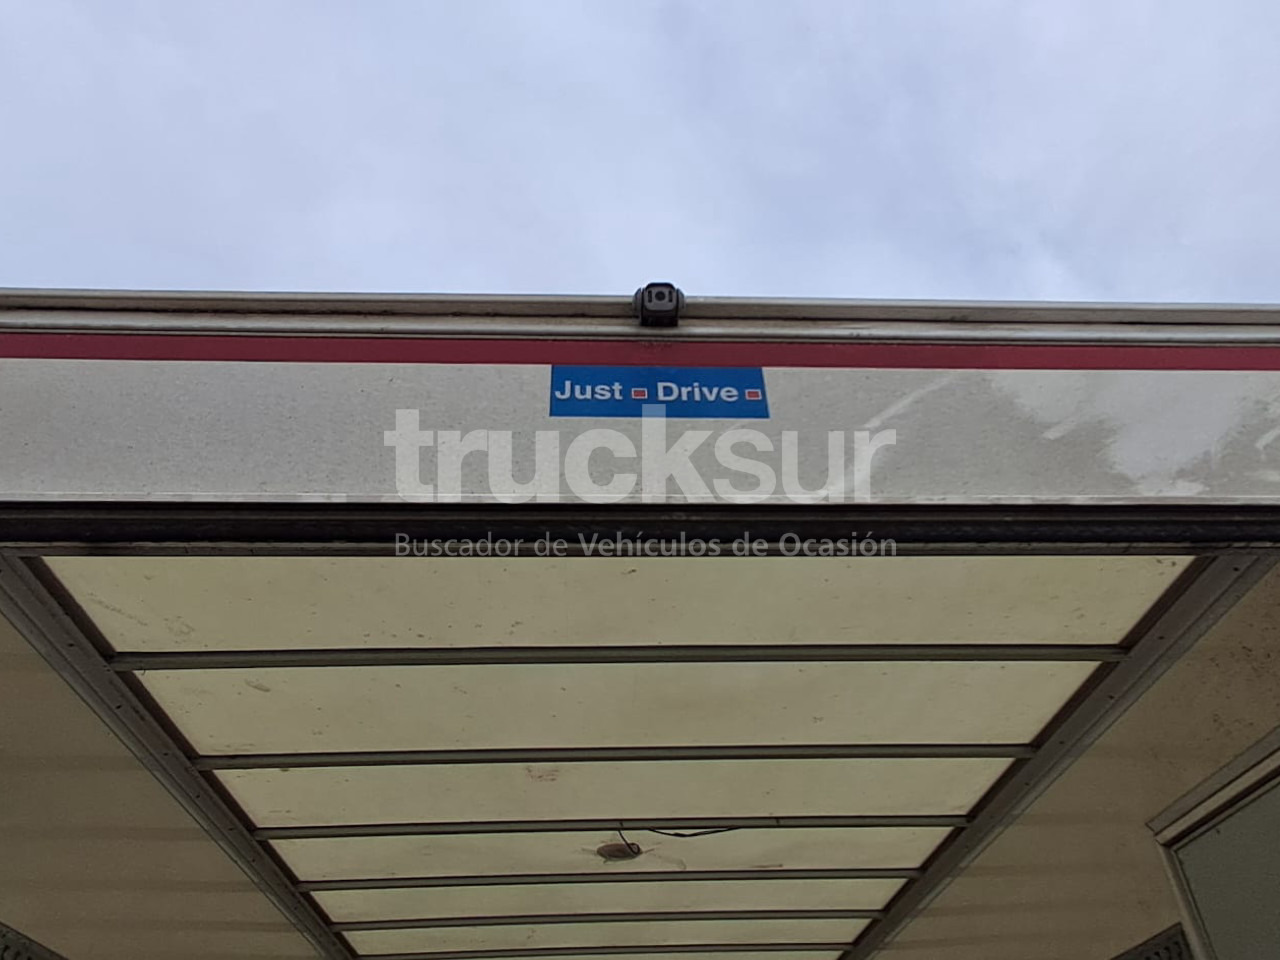 Just Drive
trucksur
Buscador de Vehículos de Ocasión